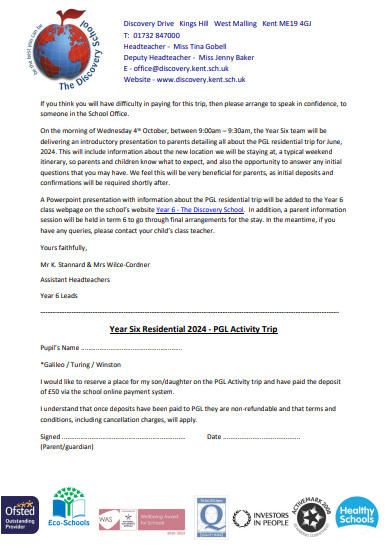 be the best you can be
The Discovery School
Discovery Drive Kings Hill West Malling Kent ME19 4GJ
T: 01732 847000
Headteacher - Miss Tina Gobell
Deputy Headteacher - Miss Jenny Baker
E - office@discovery.kent.sch.uk
Website - www.discovery.kent.sch.uk
If you think you will have difficulty in paying for this trip, then please arrange to speak in confidence, to
someone in the School Office.
On the morning of Wednesday 4th October, between 9:00am – 9:30am, the Year Six team will be
delivering an introductory presentation to parents detailing all about the PGL residential trip for June,
2024. This will include information about the new location we will be staying at, a typical weekend
itinerary, so parents and children know what to expect, and also the opportunity to answer any initial
questions that you may have. We feel this will be very beneficial for parents, as initial deposits and
confirmations will be required shortly after.
A Powerpoint presentation with information about the PGL residential trip will be added to the Year 6
class webpage on the school's website Year 6 - The Discovery School. In addition, a parent information
session will be held in term 6 to go through final arrangements for the stay. In the meantime, if you
have any queries, please contact your child's class teacher.
Yours faithfully,
Mr K. Stannard & Mrs Wilce-Cordner
Assistant Headteachers
Year 6 Leads
Year Six Residential 2024 - PGL Activity Trip
Pupil's Name ................................................
*Galileo / Turing / Winston
I would like to reserve a place for my son/daughter on the PGL Activity trip and have paid the deposit
of £50 via the school online payment system.
I understand that once deposits have been paid to PGL they are non-refundable and that terms and
conditions, including cancellation charges, will apply.
Signed .......................................................... Date ....................................
(Parent/guardian)
Ofsted
Outstanding
Provider
Eco-Schools
WAS
Wellbeing Award
for Schools
Q
INVESTORS
IN PEOPLE
ACTIVEMARK 2008
Healthy
Schools